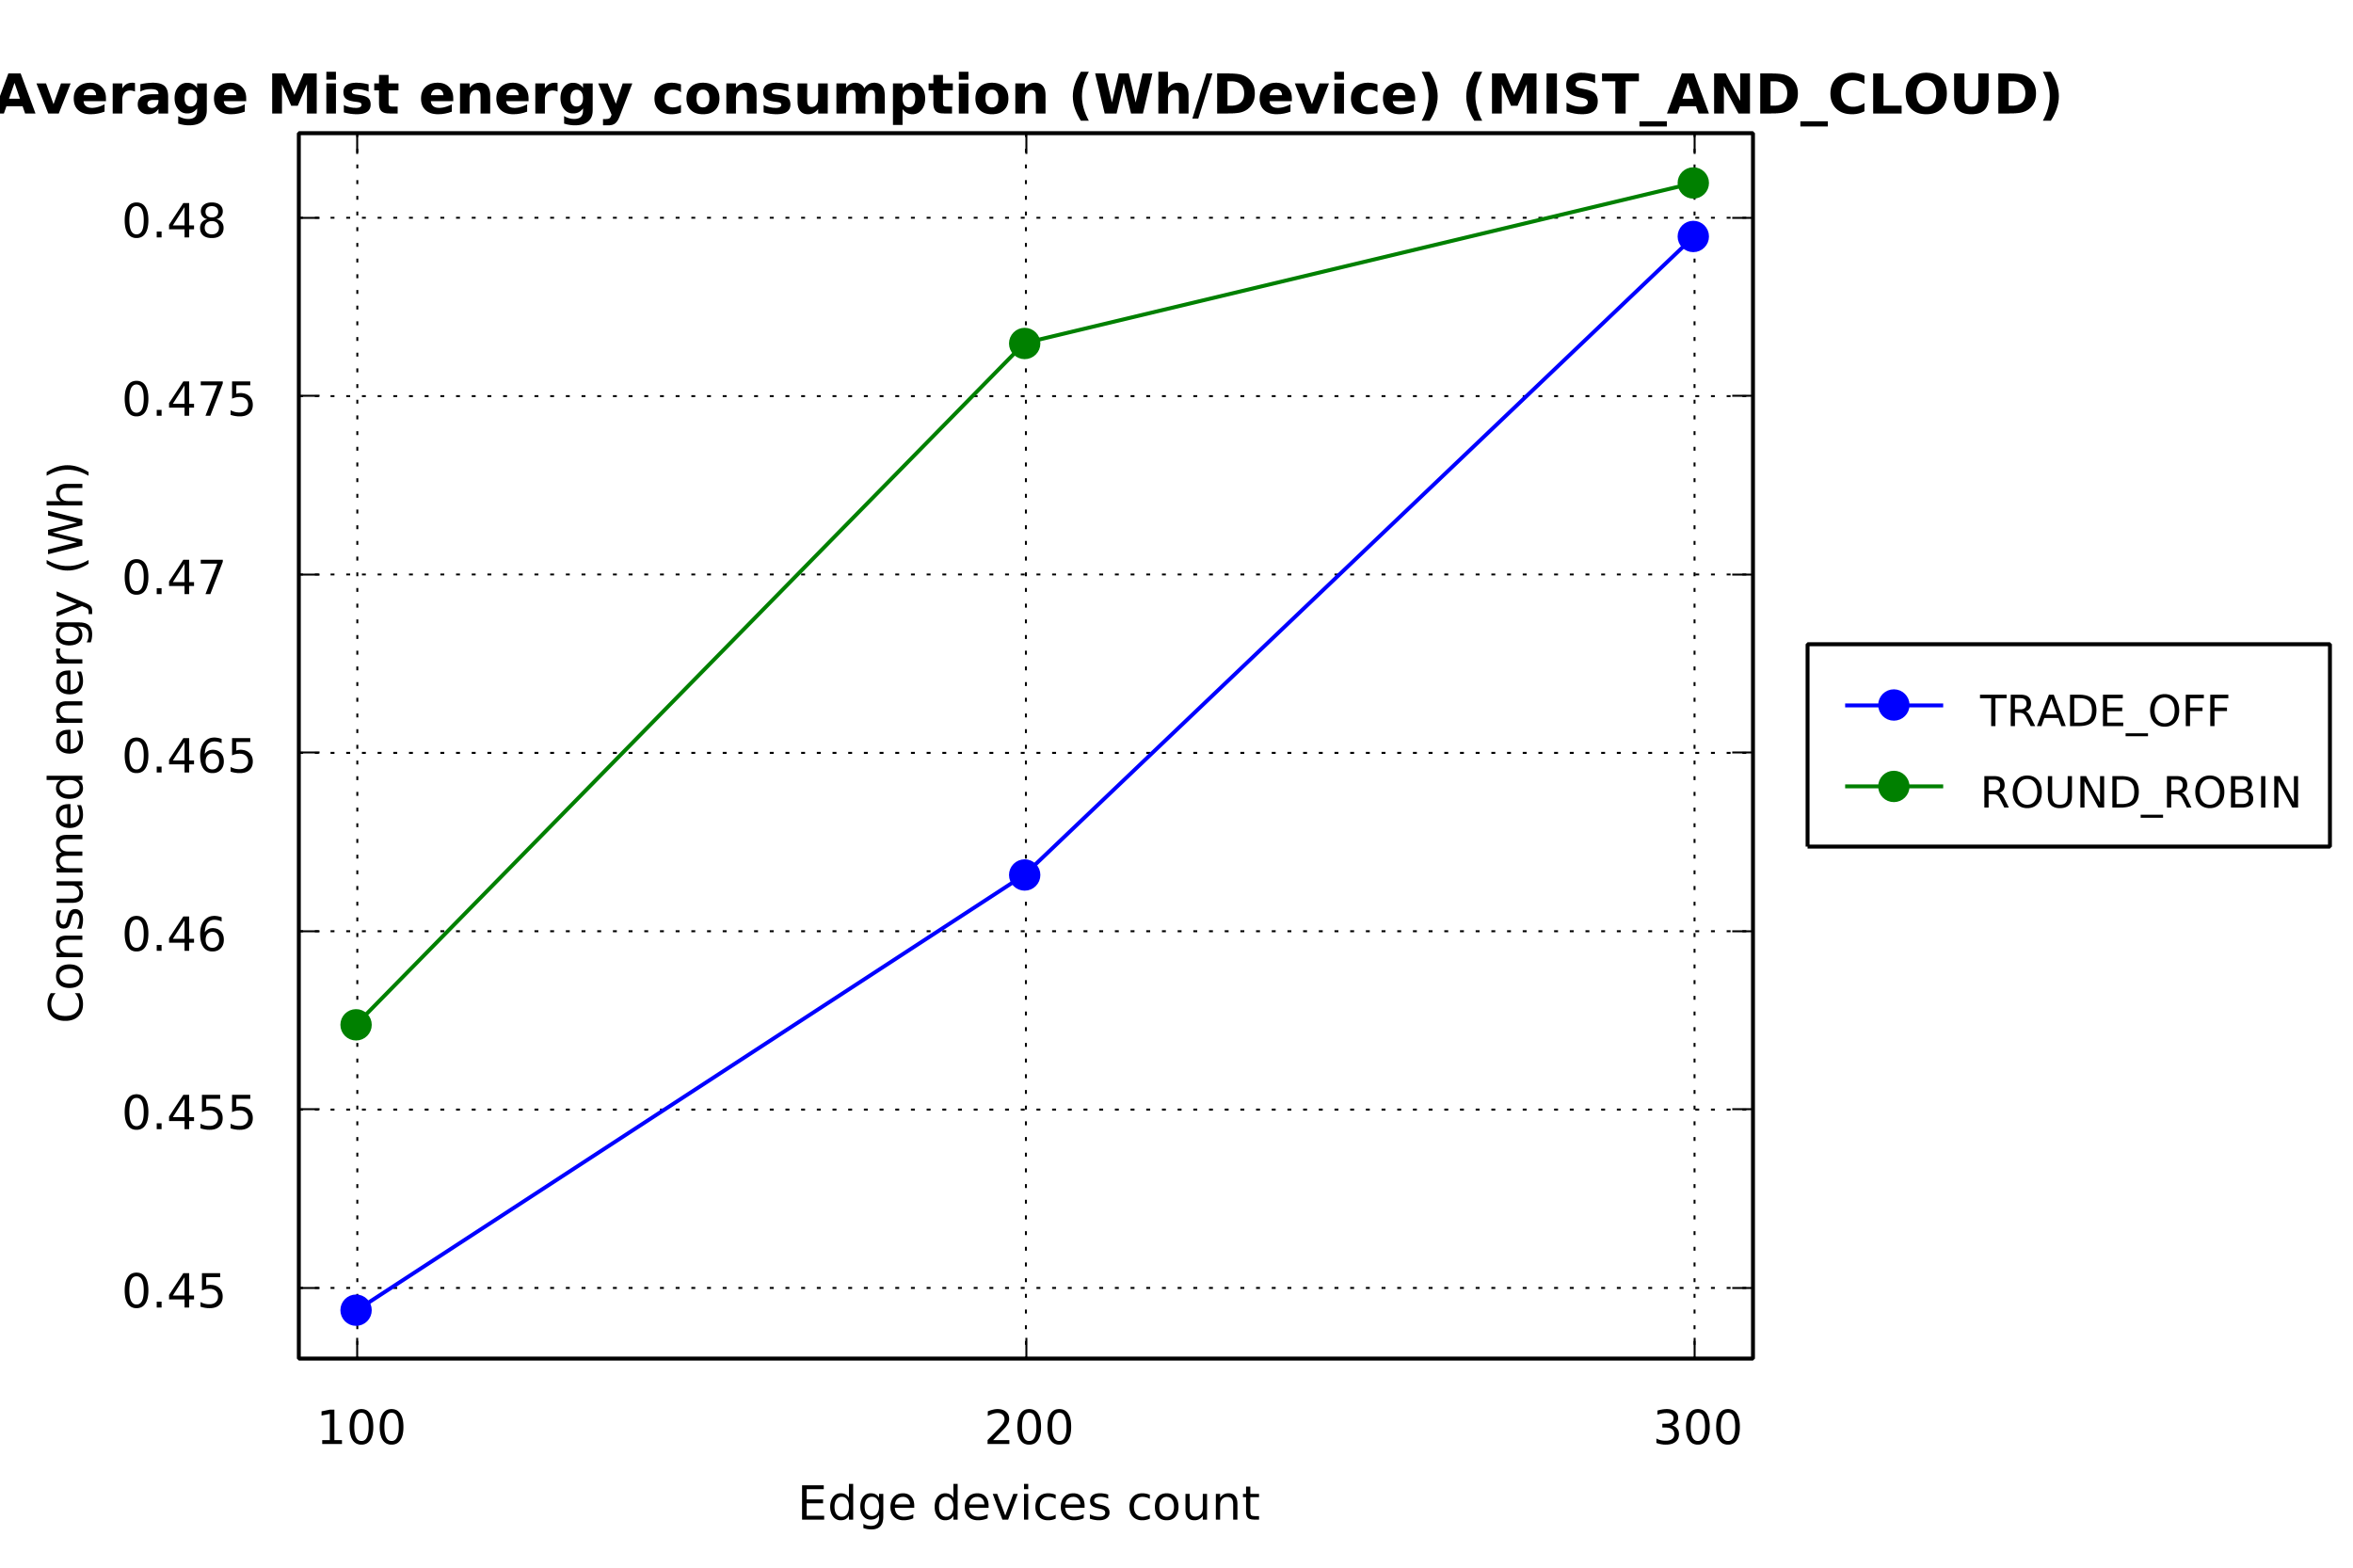 Average Mist energy consumption (Wh/Device) (MIST_AND_CLOUD)
0.48
0.475
0.47
0.465
0.46
0.455
0.45
Consumed energy (Wh)
100 200 300
Edge devices count
TRADE_OFF
ROUND_ROBIN